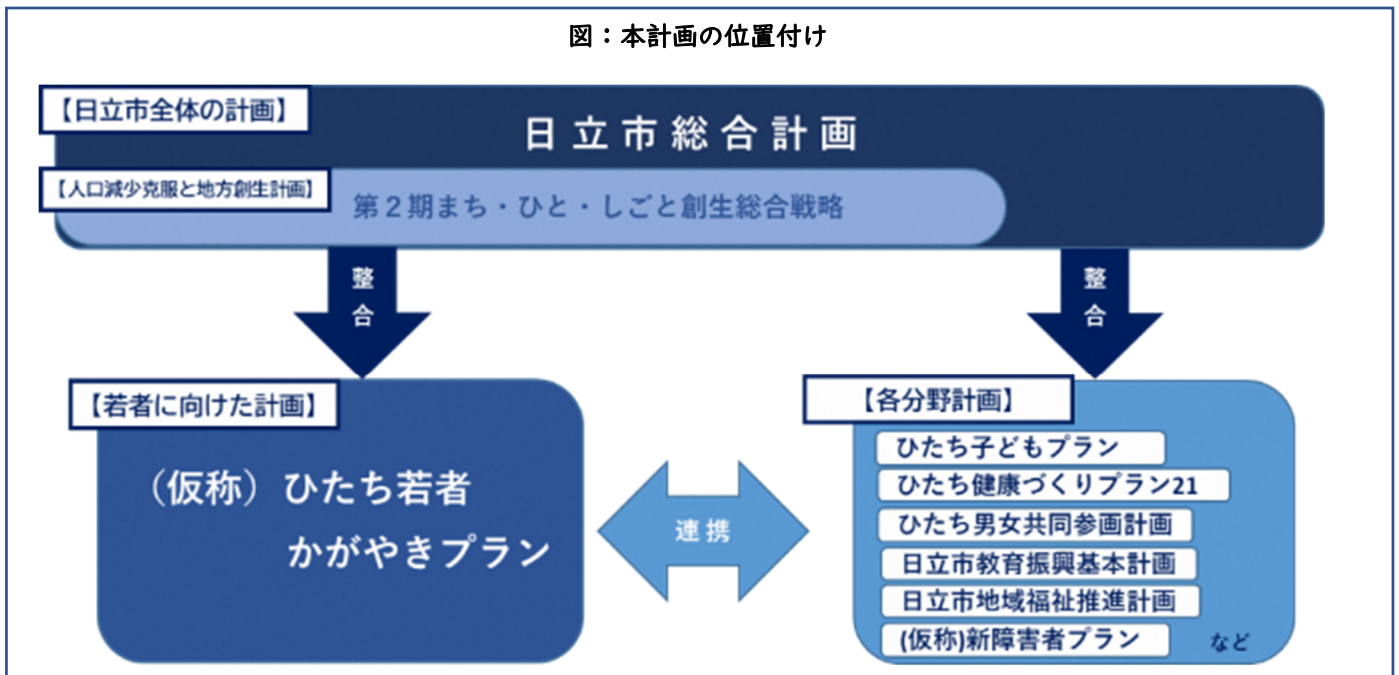 図：本計画の位置付け
【日立市全体の計画】
日立市総合計画
【人口減少克服と地方創生計画】
第２期まち・ひと・しごと創生総合戦略
整
合
整
合
【若者に向けた計画】
（仮称）ひたち若者
かがやきプラン
連携
【各分野計画】
ひたち子どもプラン
ひたち健康づくりプラン21
ひたち男女共同参画計画
日立市教育振興基本計画
日立市地域福祉推進計画
(仮称)新障害者プラン
など